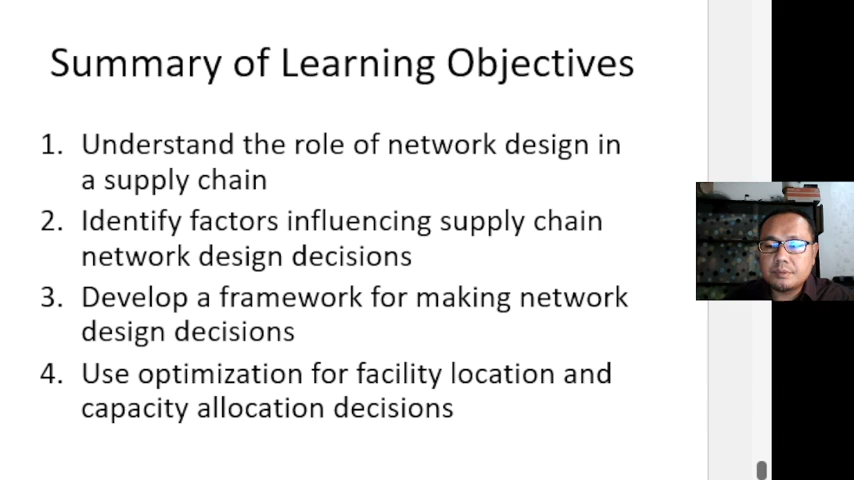 Summary of Learning Objectives
1. Understand the role of network design in
a supply chain
2. Identify factors influencing supply chain
network design decisions
3. Develop a framework for making network
design decisions
4. Use optimization for facility location and
capacity allocation decisions